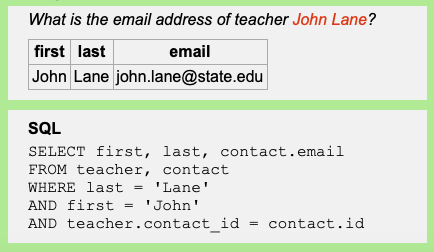 What is the email address of teacher John Lane?
first last email
John Lane john.lane@state.edu
SQL
SELECT first, last, contact.email
FROM teacher, contact
WHERE last = 'Lane'
AND first = 'John'
AND teacher.contact_id = contact.id